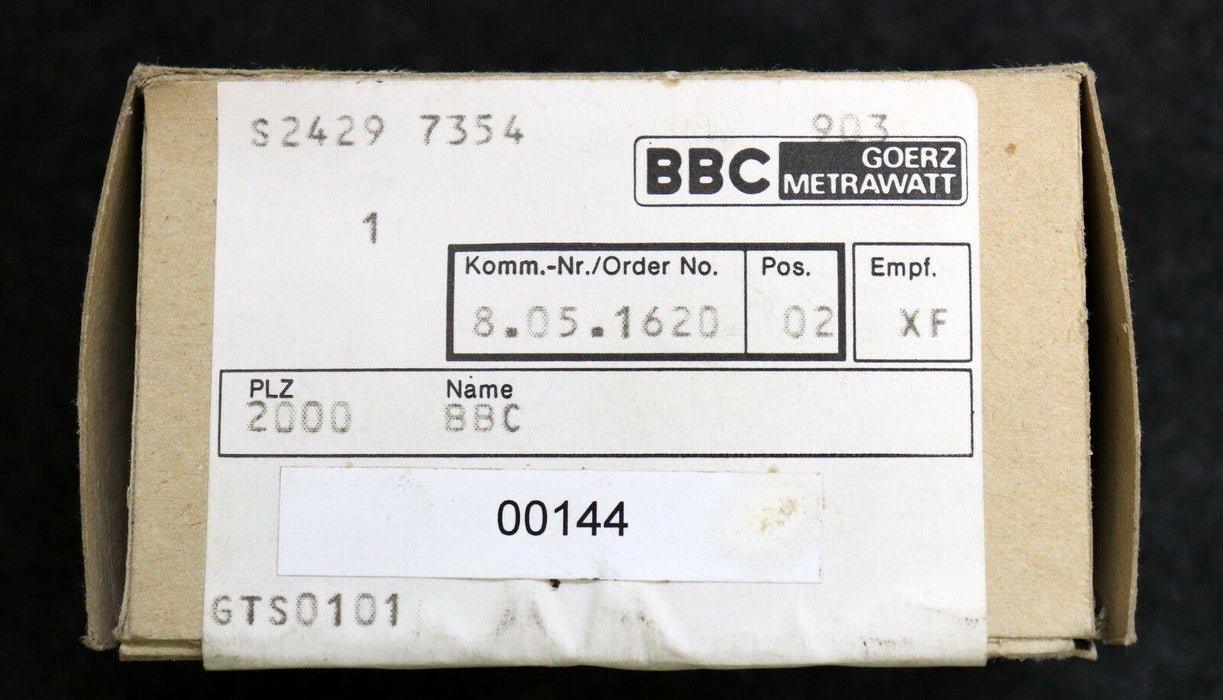 S2429 7354 903
BBC GOERZ METRAWATT
1
Komm.-Nr./Order No. Pos. Empf.
8.05.1620 02 XF
PLZ Name
2000 BBC
00144
GTS0101